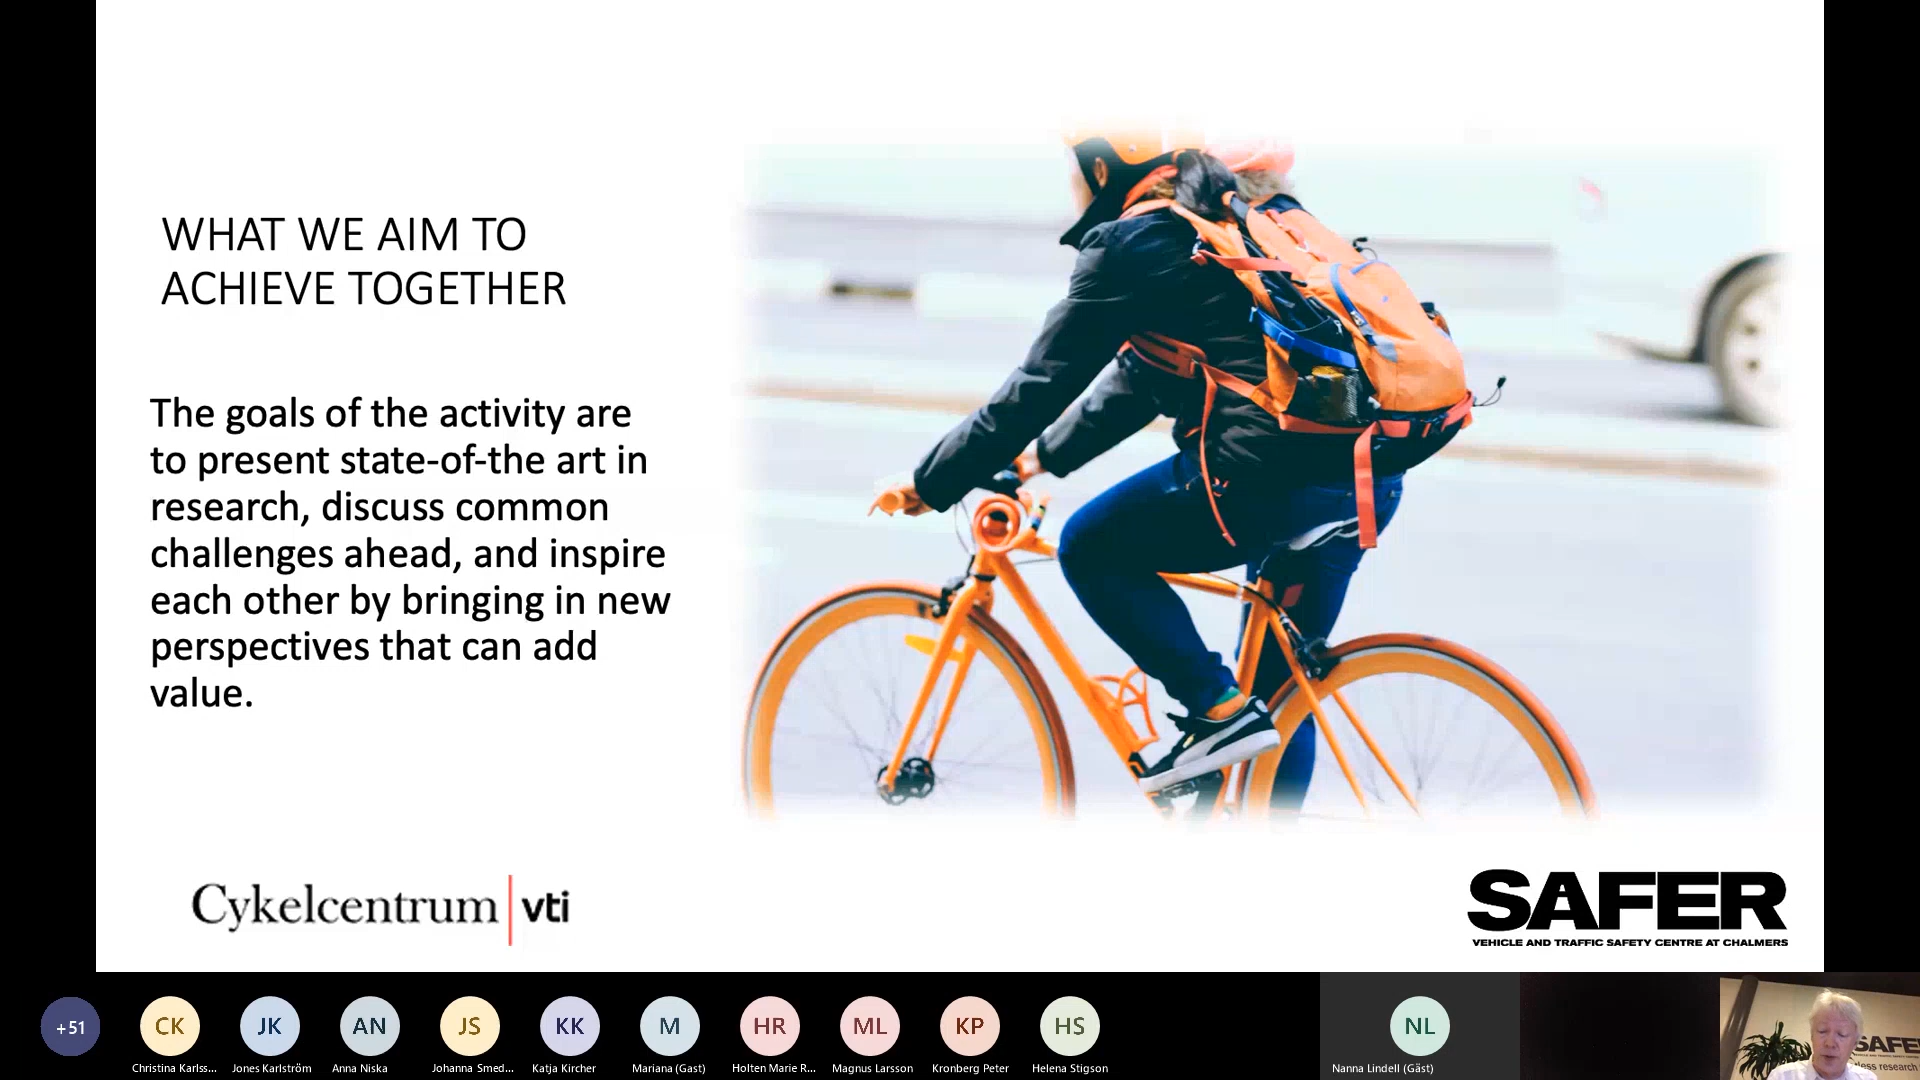 WHAT WE AIM TO
ACHIEVE TOGETHER
The goals of the activity are
to present state-of-the art in
research, discuss common
challenges ahead, and inspire
each other by bringing in new
perspectives that can add
value.
Cykelcentrum vti
SAFER
VEHICLE AND TRAFFIC SAFETY CENTRE AT CHALMERS
+51
CK
JK
AN
JS
KK
M
HR
ML
KP
HS
NL
Christina Karlss...
Jones Karlström
Anna Niska
Johanna Smed...
Katja Kircher
Mariana (Gast)
Holten Marie R...
Magnus Larsson
Kronberg Peter
Helena Stigson
Nanna Lindell (Gäst)
SAFE
less research